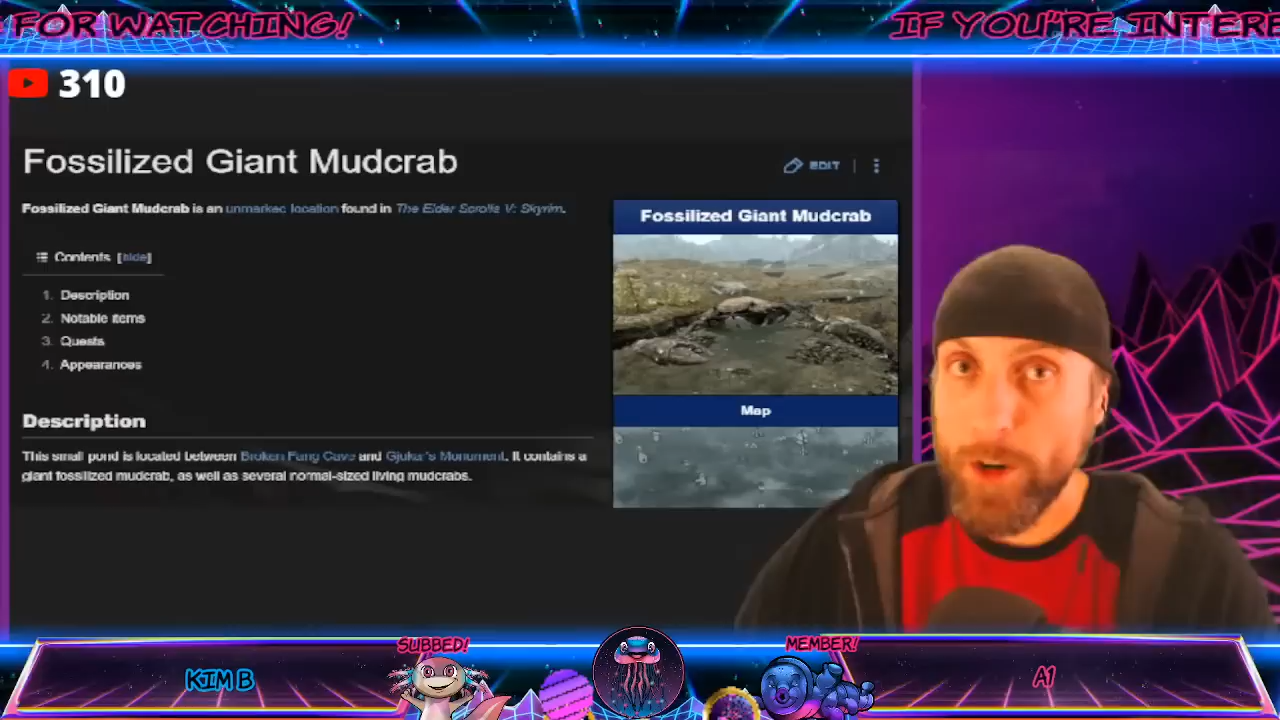 FOR WATCHING!
IF YOU"RE INTERE
310
Fossilized Giant Mudcrab
EDIT
Fossilized Giant Mudcrab is an unmarked location found in The Elder Scrolls V: Skyrim.
Fossilized Giant Mudcrab
Contents [hide]
1. Description
2. Notable items
3. Quests
4. Appearances
Map
Description
This small pond is located between Broken Fang Cave and Gjukar's Monument. It contains a
giant fossilized mudcrab, as well as several normal-sized living mudcrabs.
SUBBED!
MEMBER!
KIM B
A1